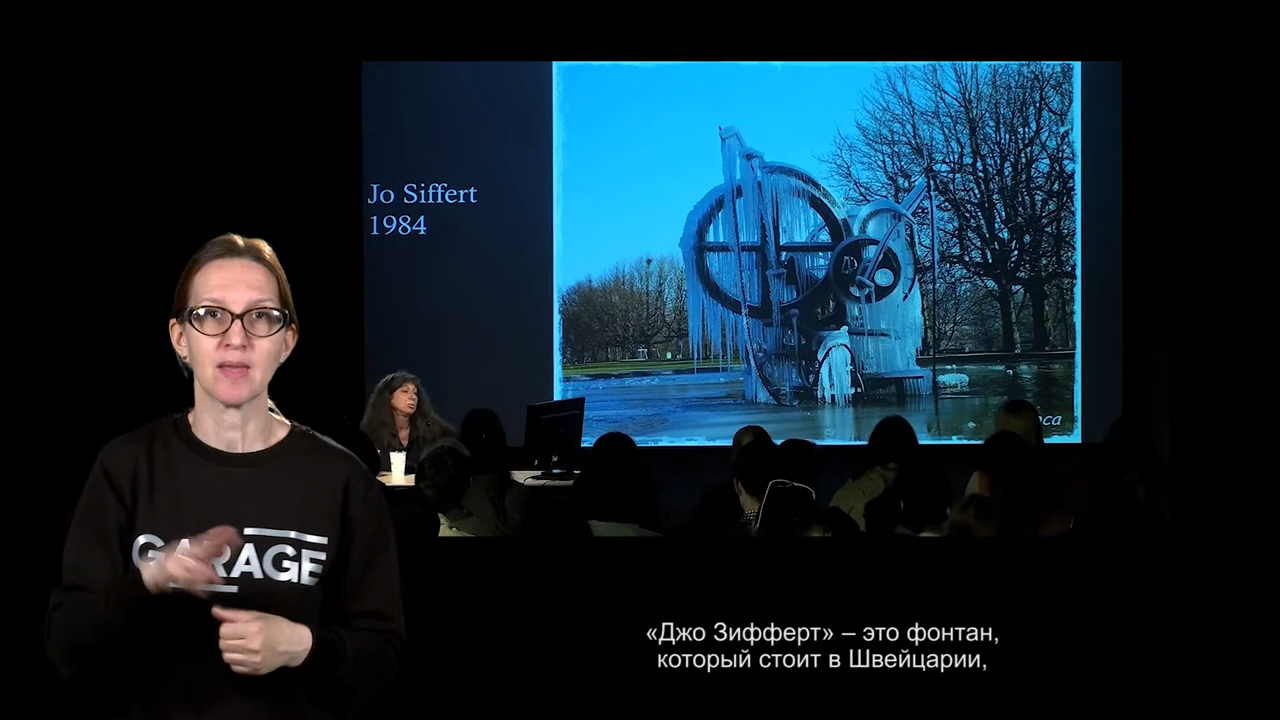 Jo Siffert
1984
GARAGE
«Джо Зифферт» – это фонтан,
который стоит в Швейцарии,